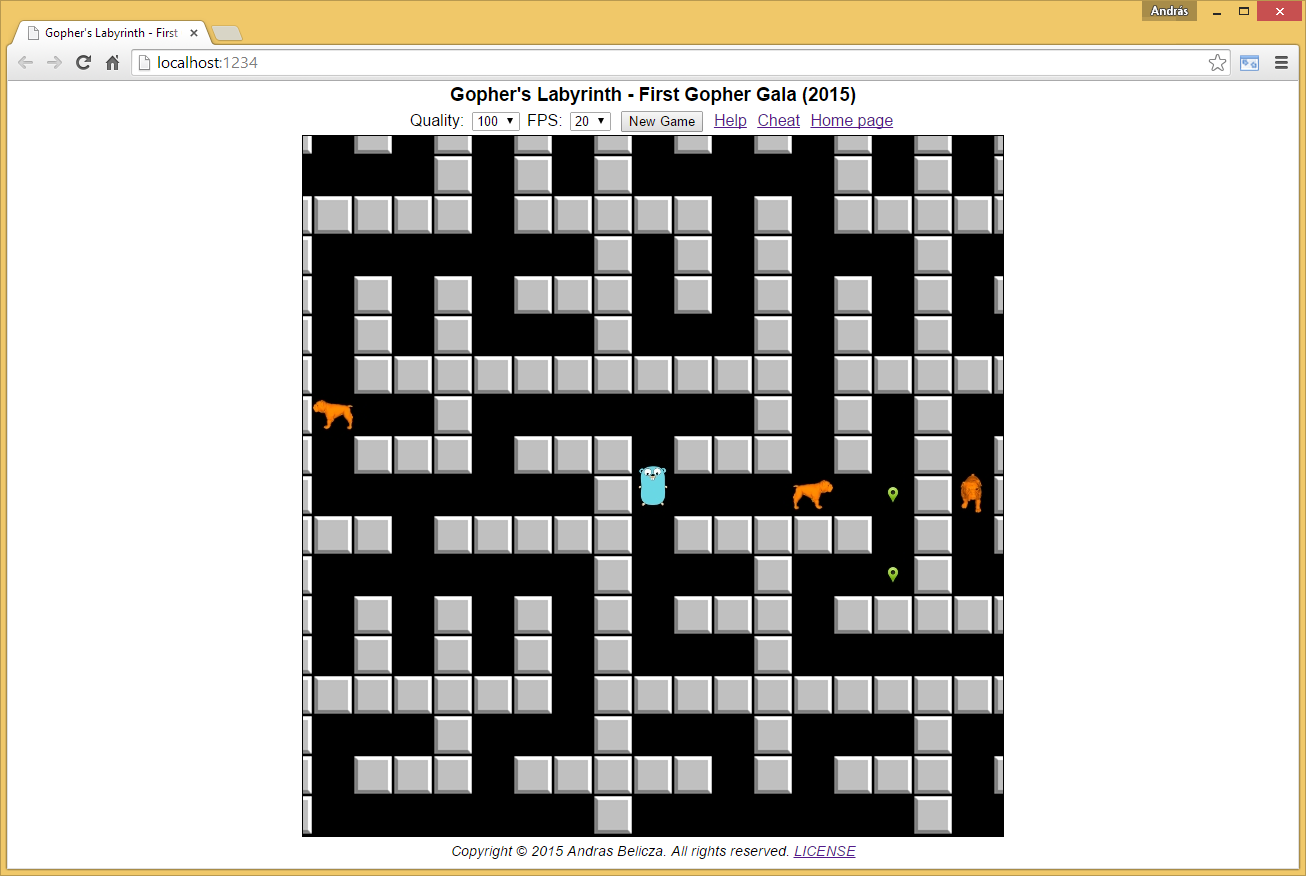 András
Gopher's Labyrinth - First
localhost:1234
Gopher's Labyrinth - First Gopher Gala (2015)
Quality: 100 FPS: 20 New Game Help Cheat Home page
Copyright © 2015 Andras Belicza. All rights reserved. LICENSE